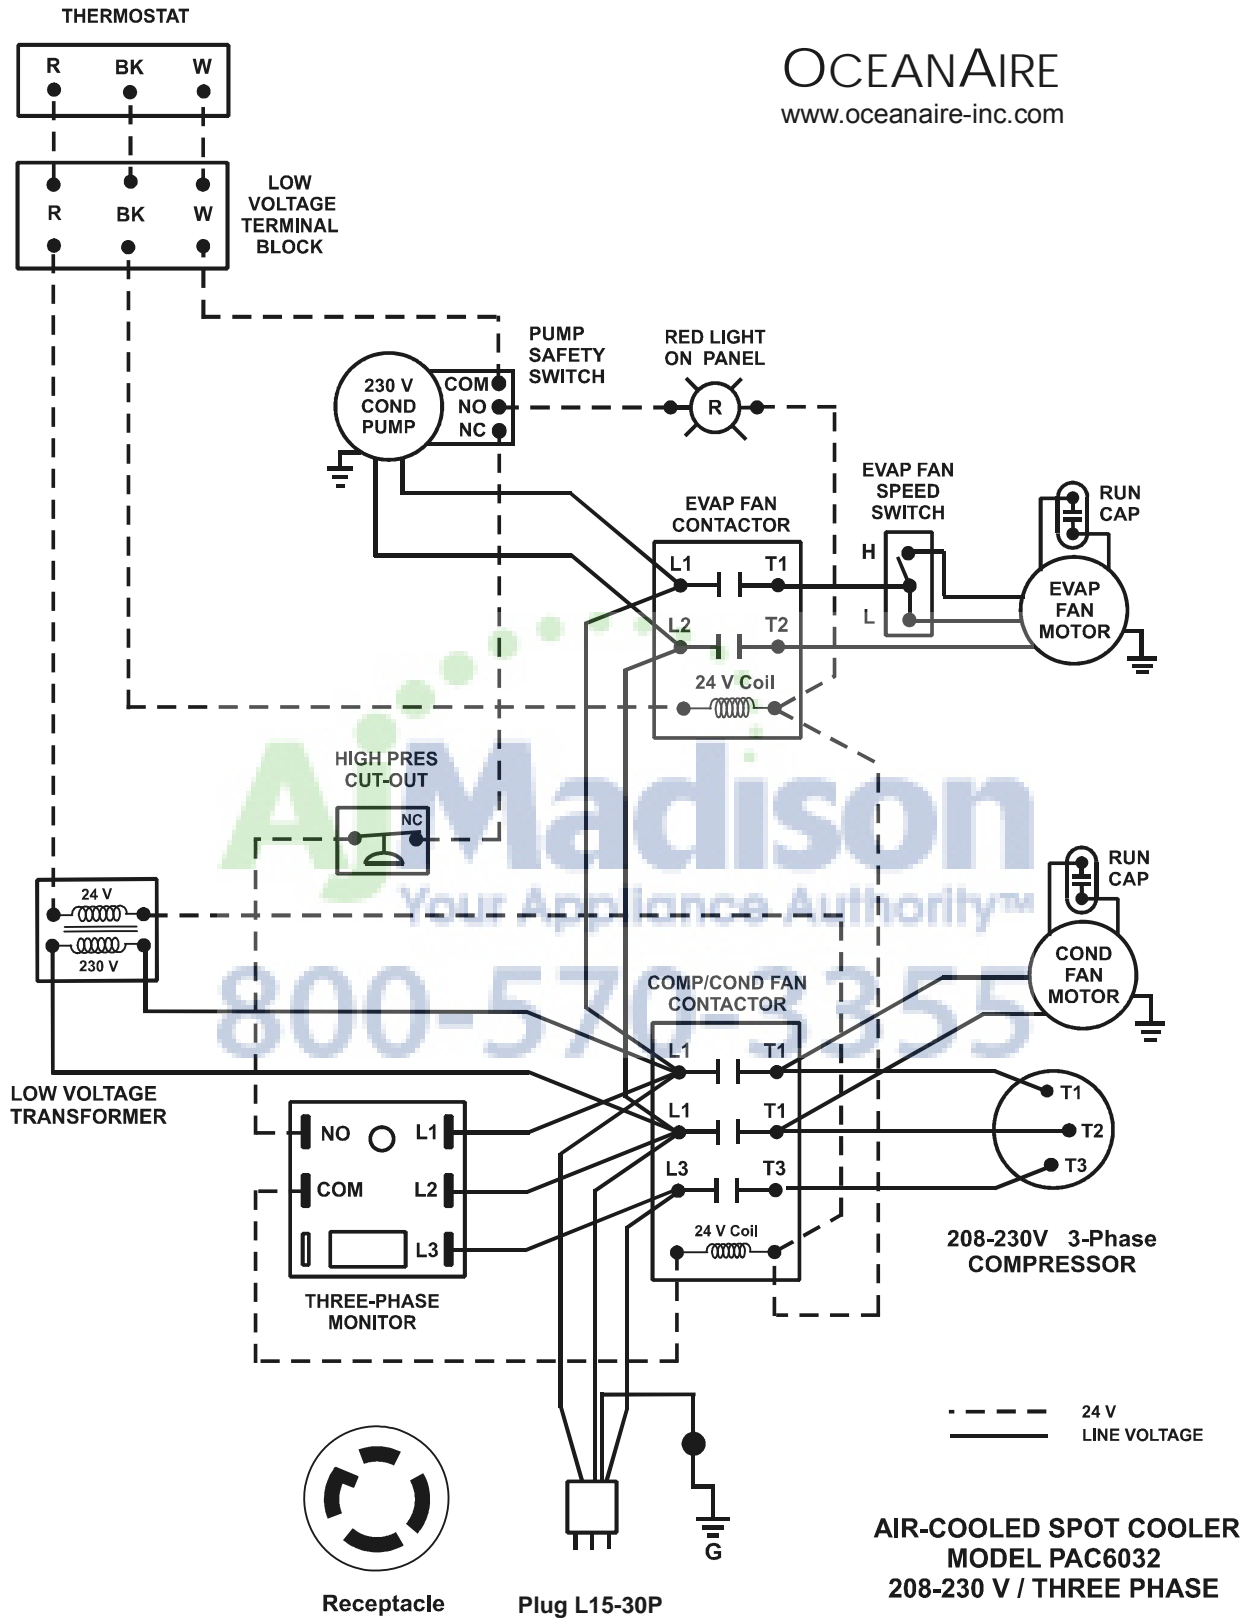 THERMOSTAT
R BK W
OCEANAIRE
www.oceanaire-inc.com
R BK W
LOW
VOLTAGE
TERMINAL
BLOCK
230 V
COND
PUMP
COM
NO
NC
PUMP
SAFETY
SWITCH
RED LIGHT
ON PANEL
R
EVAP FAN
CONTACTOR
L1 T1
L2 T2
24 V Coil
EVAP FAN
SPEED
SWITCH
H
L
RUN
CAP
EVAP
FAN
MOTOR
HIGH PRES
CUT-OUT
NC
AjMadison
Your Appliance Authority™
800-570-3355
24 V
230 V
LOW VOLTAGE
TRANSFORMER
RUN
CAP
COND
FAN
MOTOR
COMP/COND FAN
CONTACTOR
L1 T1
L1 T1
L3 T3
24 V Coil
NO L1
COM L2
L3
THREE-PHASE
MONITOR
T1
T2
T3
208-230V 3-Phase
COMPRESSOR
24 V
LINE VOLTAGE
G
Receptacle
Plug L15-30P
AIR-COOLED SPOT COOLER
MODEL PAC6032
208-230 V / THREE PHASE